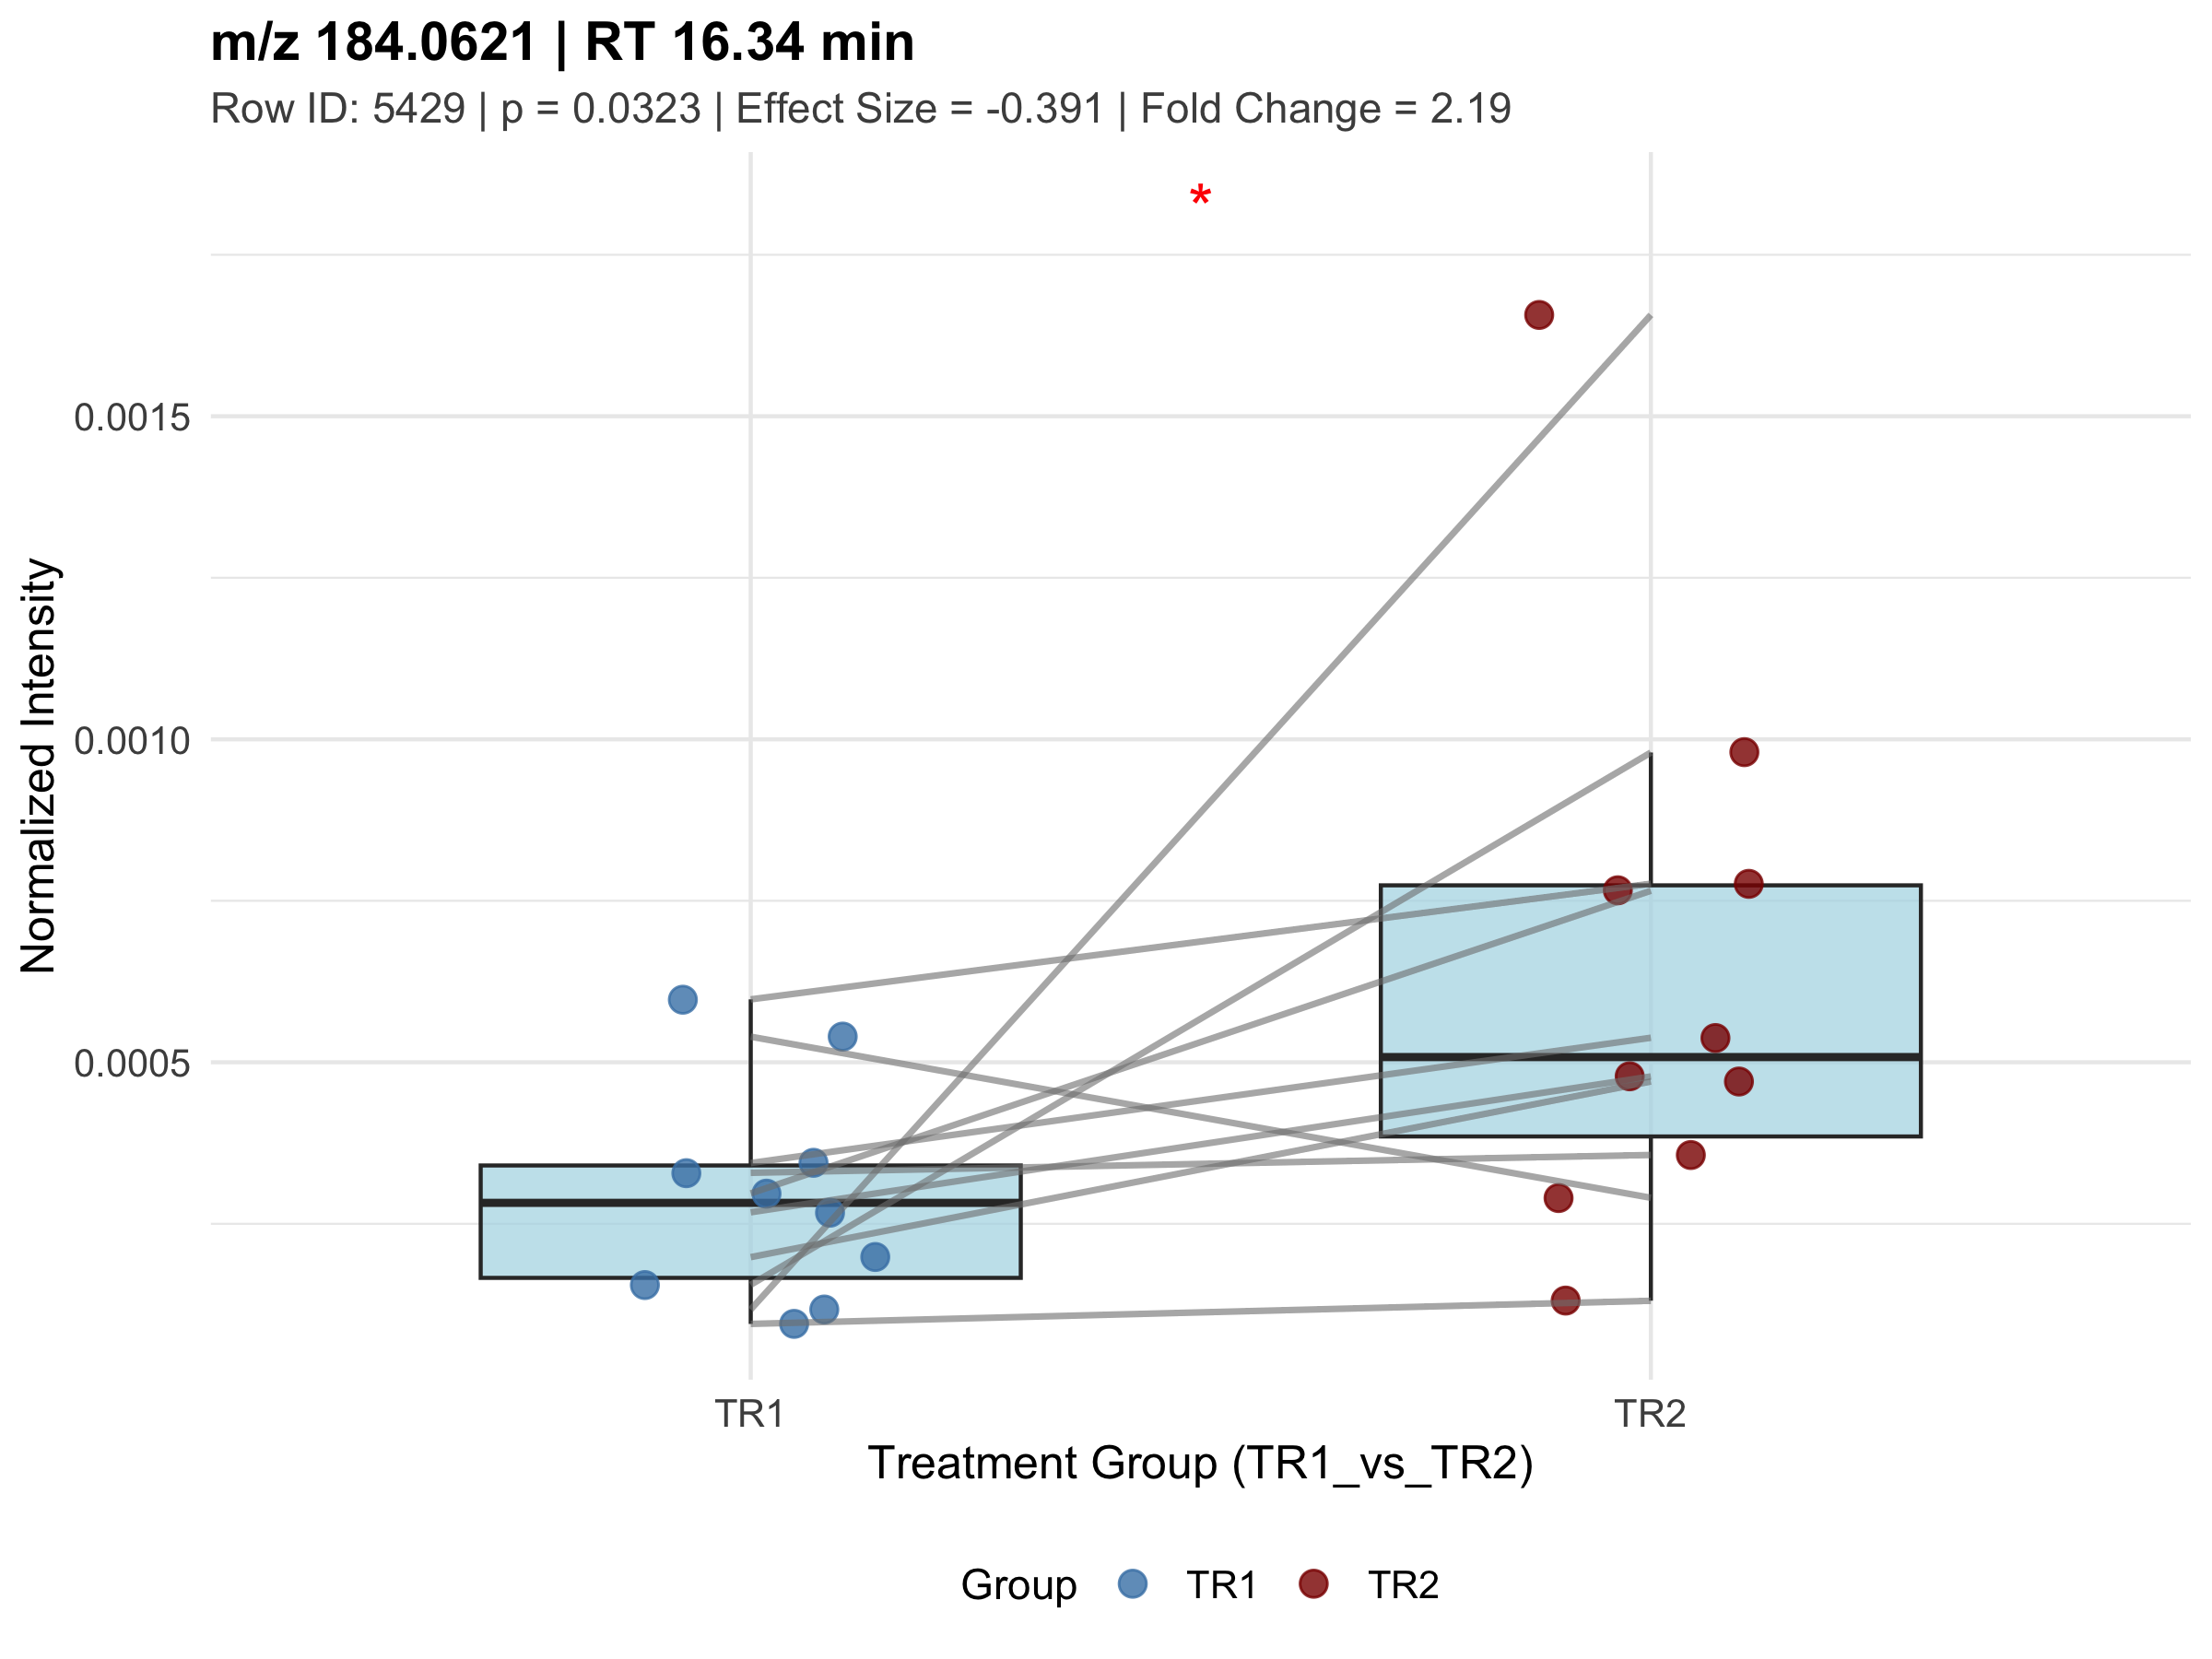 m/z 184.0621 | RT 16.34 min
Row ID: 5429 | p = 0.0323 | Effect Size = -0.391 | Fold Change = 2.19
*
Normalized Intensity
0.0015
0.0010
0.0005
TR1 TR2
Treatment Group (TR1_vs_TR2)
Group TR1 TR2